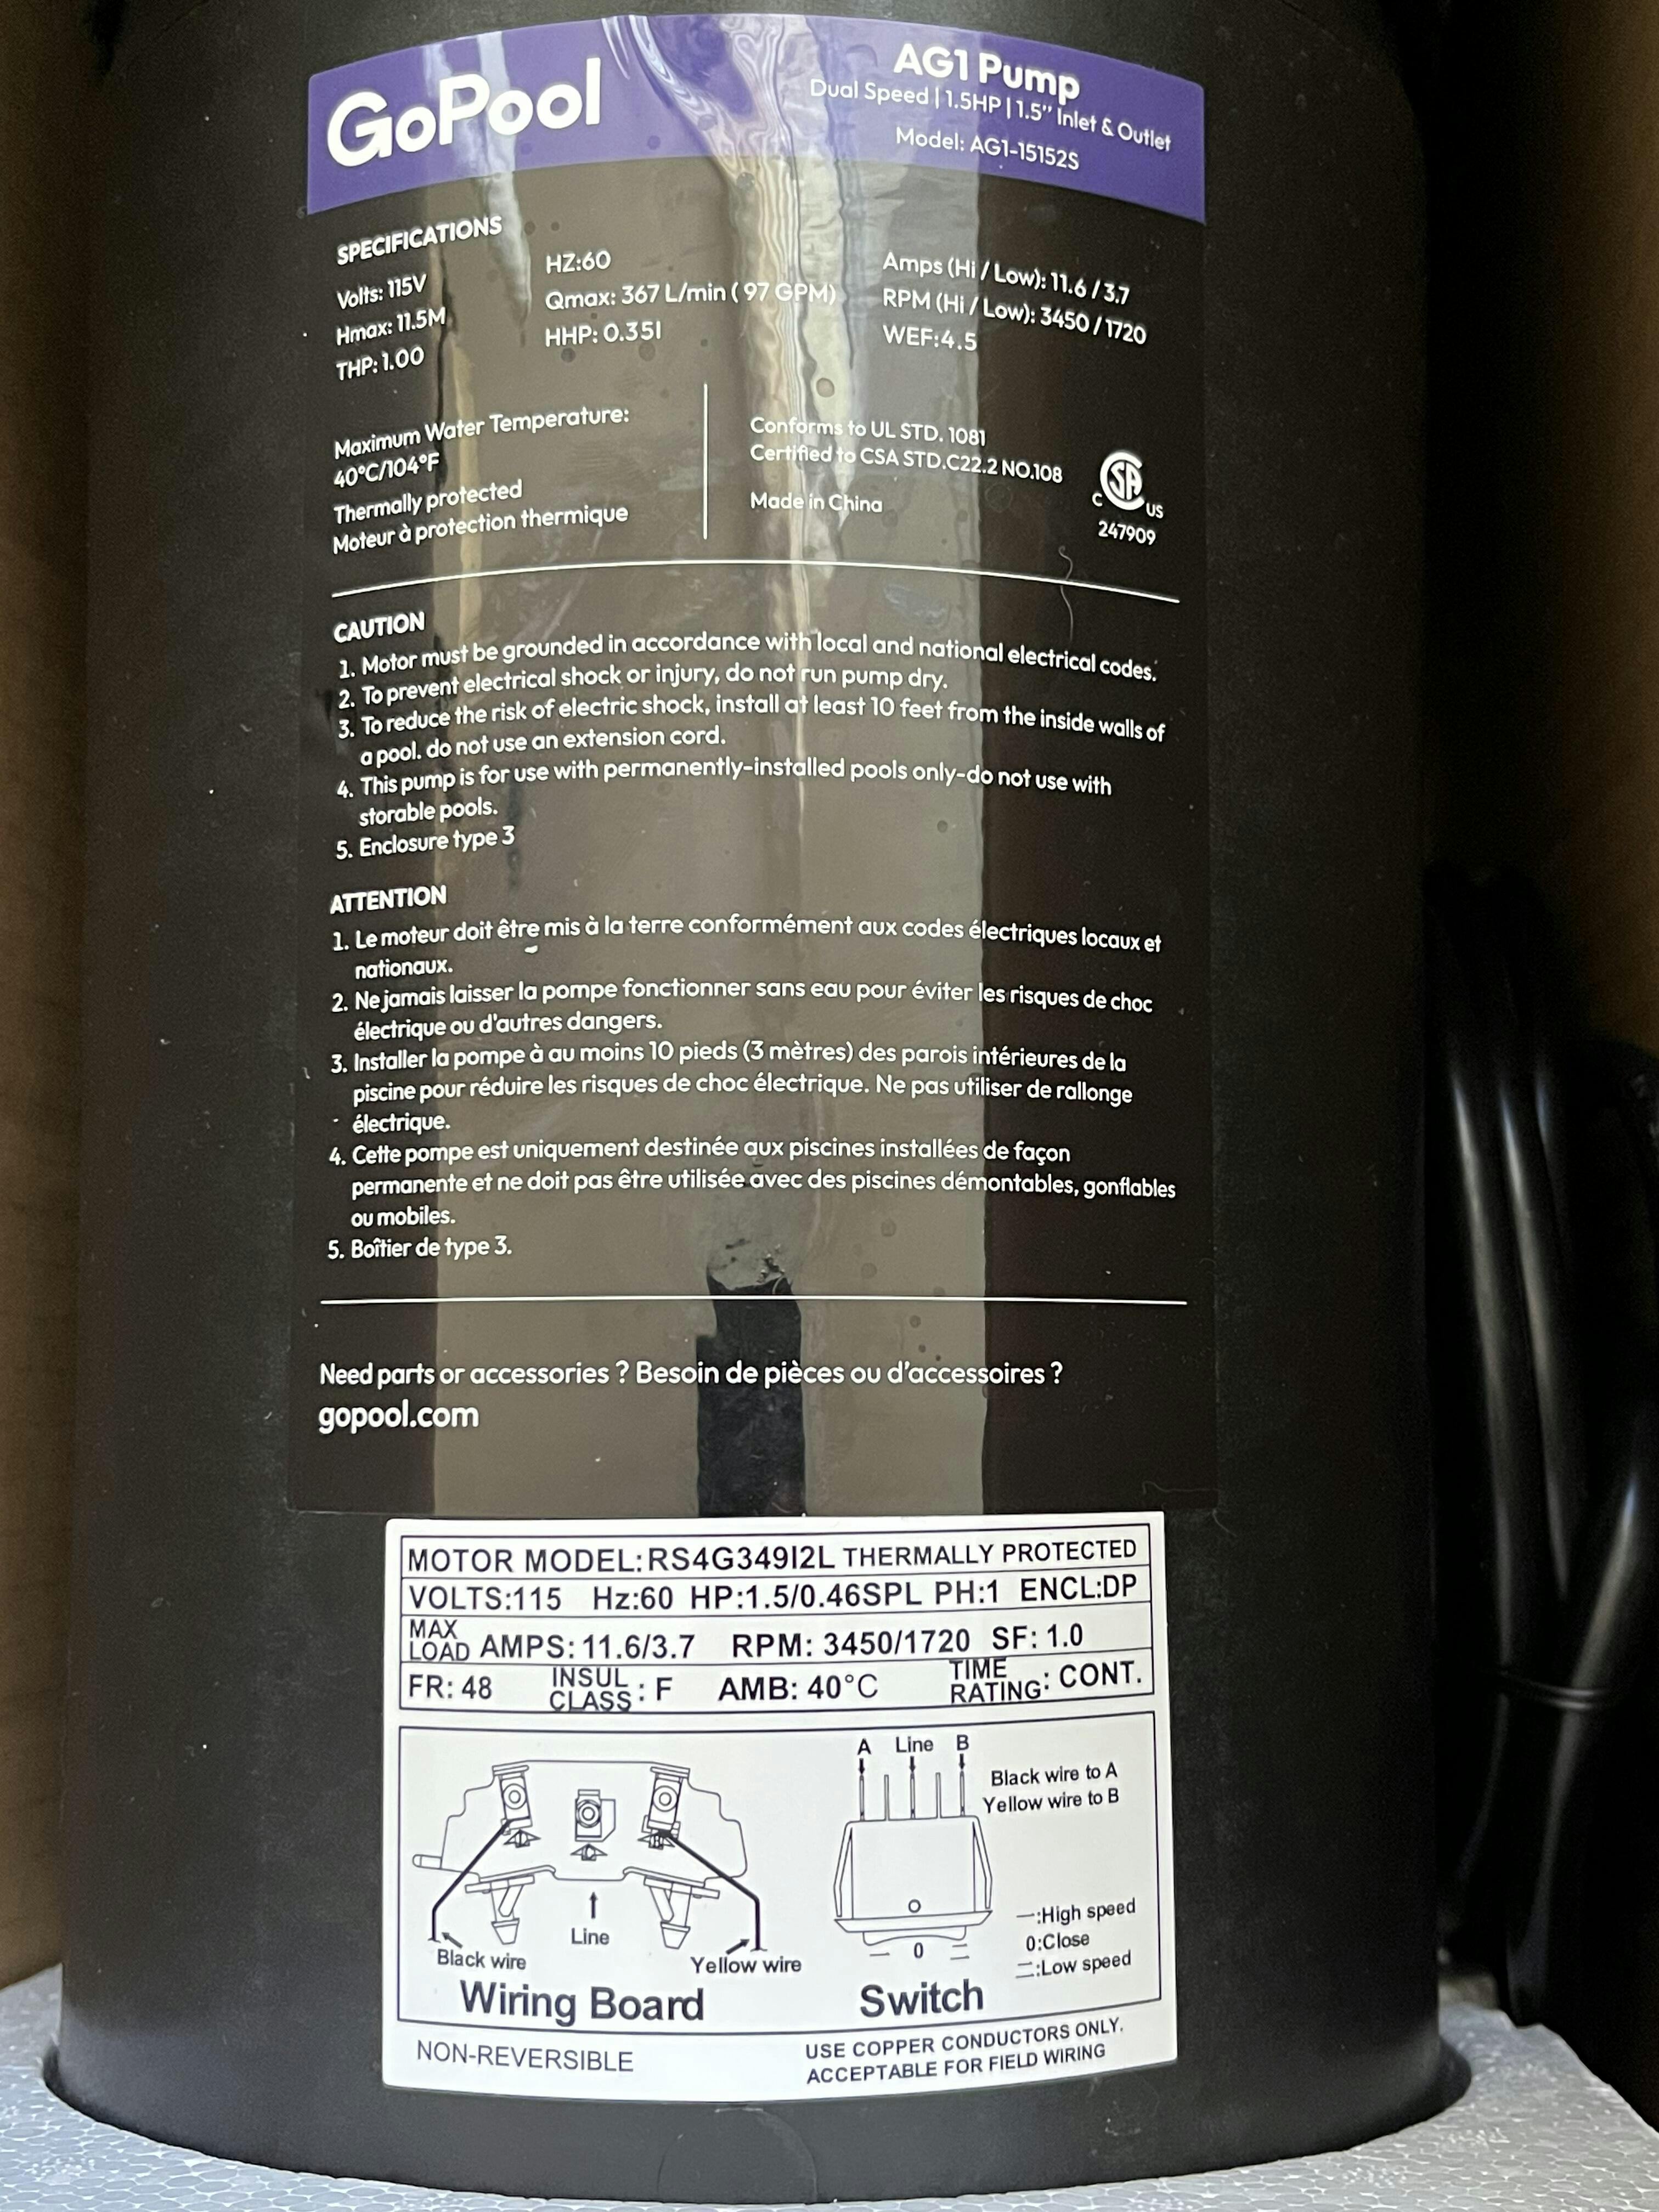 GoPool
AG1 Pump
Dual Speed | 1.5HP | 1.5" Inlet & Outlet
Model: AG1-15152S
SPECIFICATIONS
Volts: 115V
Hmax: 11.5M
THP: 1.00
HZ:60
Qmax: 367 L/min ( 97 GPM)
HHP: 0.351
Amps (Hi / Low): 11.6 / 3.7
RPM (Hi / Low): 3450 / 1720
WEF:4.5
Maximum Water Temperature:
40°C/104°F
Thermally protected
Moteur à protection thermique
Conforms to UL STD. 1081
Certified to CSA STD.C22.2 NO.108
Made in China
C SA US
247909
CAUTION
1. Motor must be grounded in accordance with local and national electrical codes.
2. To prevent electrical shock or injury, do not run pump dry.
3. To reduce the risk of electric shock, install at least 10 feet from the inside walls of
a pool. do not use an extension cord.
4. This pump is for use with permanently-installed pools only-do not use with
storable pools.
5. Enclosure type 3
ATTENTION
1. Le moteur doit être mis à la terre conformément aux codes électriques locaux et
nationaux.
2. Ne jamais laisser la pompe fonctionner sans eau pour éviter les risques de choc
électrique ou d'autres dangers.
3. Installer la pompe à au moins 10 pieds (3 mètres) des parois intérieures de la
piscine pour réduire les risques de choc électrique. Ne pas utiliser de rallonge
électrique.
4. Cette pompe est uniquement destinée aux piscines installées de façon
permanente et ne doit pas être utilisée avec des piscines démontables, gonflables
ou mobiles.
5. Boîtier de type 3.
Need parts or accessories ? Besoin de pièces ou d'accessoires ?
gopool.com
MOTOR MODEL:RS4G349I2L THERMALLY PROTECTED
VOLTS:115 Hz:60 HP:1.5/0.46SPL PH:1 ENCL:DP
MAX LOAD AMPS: 11.6/3.7 RPM: 3450/1720 SF: 1.0
FR: 48 INSUL CLASS: F AMB: 40°C TIME RATING: CONT.
A Line B
Black wire to A
Yellow wire to B
Line
Black wire
Yellow wire
Wiring Board
— 0 =
—:High speed
0:Close
=:Low speed
Switch
NON-REVERSIBLE
USE COPPER CONDUCTORS ONLY.
ACCEPTABLE FOR FIELD WIRING